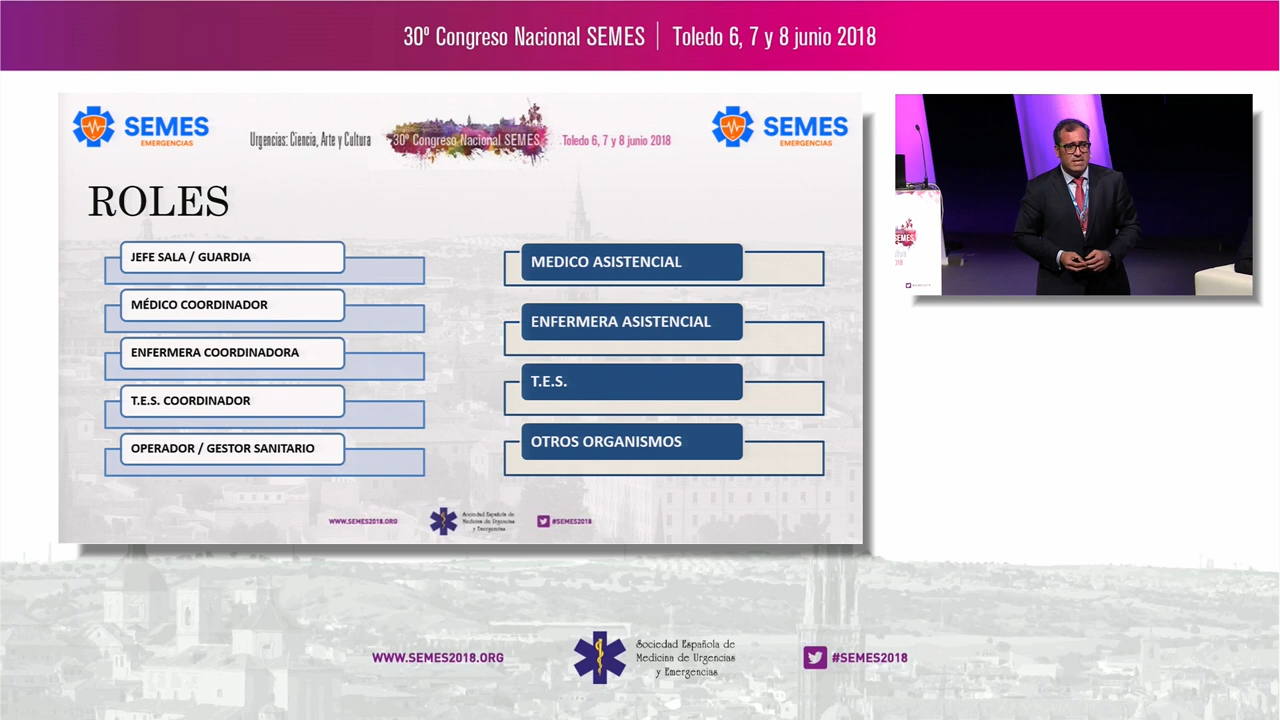 30º Congreso Nacional SEMES | Toledo 6, 7 y 8 junio 2018
SEMES
EMERGENCIAS
Urgencias: Ciencia, Arte y Cultura
30º Congreso Nacional SEMES
Toledo 6, 7 y 8 junio 2018
SEMES
EMERGENCIAS
ROLES
JEFE SALA / GUARDIA
MÉDICO COORDINADOR
ENFERMERA COORDINADORA
T.E.S. COORDINADOR
OPERADOR / GESTOR SANITARIO
MEDICO ASISTENCIAL
ENFERMERA ASISTENCIAL
T.E.S.
OTROS ORGANISMOS
WWW.SEMES2018.ORG
Sociedad Española de
Medicina de Urgencias
y Emergencias
#SEMES2018
WWW.SEMES2018.ORG
Sociedad Española de
Medicina de Urgencias
y Emergencias
#SEMES2018